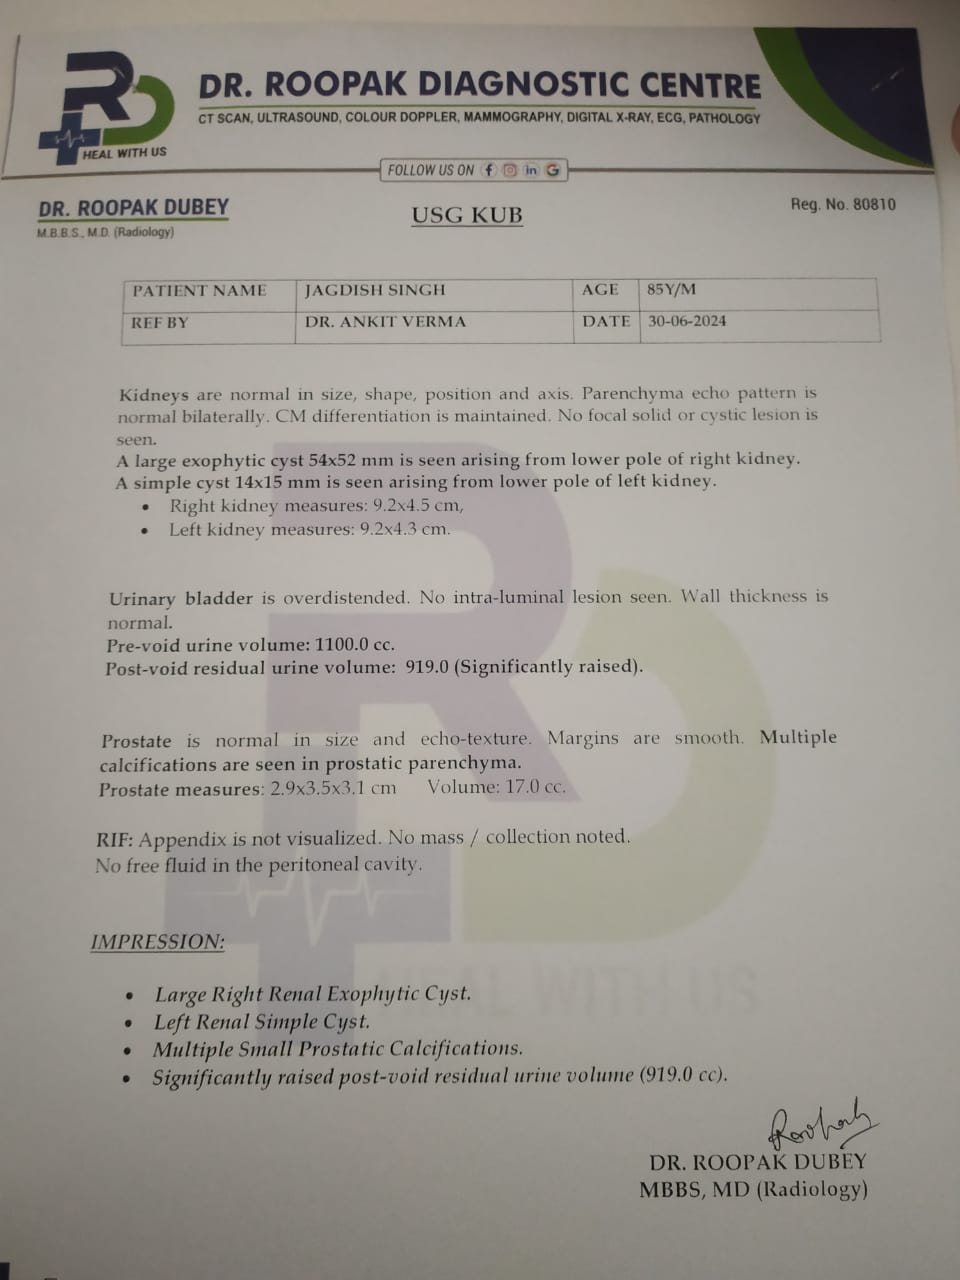 DR. ROOPAK DIAGNOSTIC CENTRE
CT SCAN, ULTRASOUND, COLOUR DOPPLER, MAMMOGRAPHY, DIGITAL X-RAY, ECG, PATHOLOGY
HEAL WITH US
FOLLOW US ON f in G
DR. ROOPAK DUBEY
M.B.B.S., M.D. (Radiology)
USG KUB
Reg. No. 80810
PATIENT NAME JAGDISH SINGH AGE 85Y/M
REF BY DR. ANKIT VERMA DATE 30-06-2024
Kidneys are normal in size, shape, position and axis. Parenchyma echo pattern is
normal bilaterally. CM differentiation is maintained. No focal solid or cystic lesion is
seen.
A large exophytic cyst 54x52 mm is seen arising from lower pole of right kidney.
A simple cyst 14x15 mm is seen arising from lower pole of left kidney.
• Right kidney measures: 9.2x4.5 cm,
• Left kidney measures: 9.2x4.3 cm.
Urinary bladder is overdistended. No intra-luminal lesion seen. Wall thickness is
normal.
Pre-void urine volume: 1100.0 cc.
Post-void residual urine volume: 919.0 (Significantly raised).
Prostate is normal in size and echo-texture. Margins are smooth. Multiple
calcifications are seen in prostatic parenchyma.
Prostate measures: 2.9x3.5x3.1 cm Volume: 17.0 cc.
RIF: Appendix is not visualized. No mass / collection noted.
No free fluid in the peritoneal cavity.
HEAL WITH US
IMPRESSION:
• Large Right Renal Exophytic Cyst.
• Left Renal Simple Cyst.
• Multiple Small Prostatic Calcifications.
• Significantly raised post-void residual urine volume (919.0 cc).
Roopak
DR. ROOPAK DUBEY
MBBS, MD (Radiology)